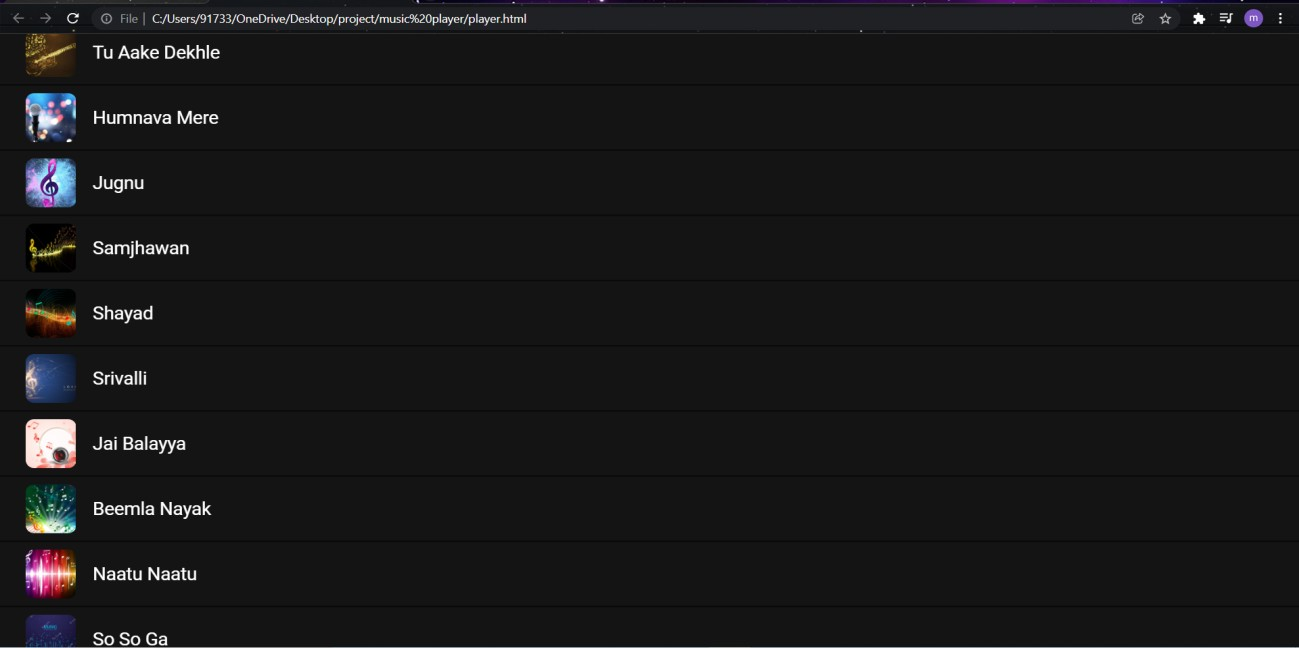 File | C:/Users/91733/OneDrive/Desktop/project/music%20player/player.html
m
Tu Aake Dekhle
Humnava Mere
Jugnu
Samjhawan
Shayad
Srivalli
Jai Balayya
Beemla Nayak
Naatu Naatu
So So Ga